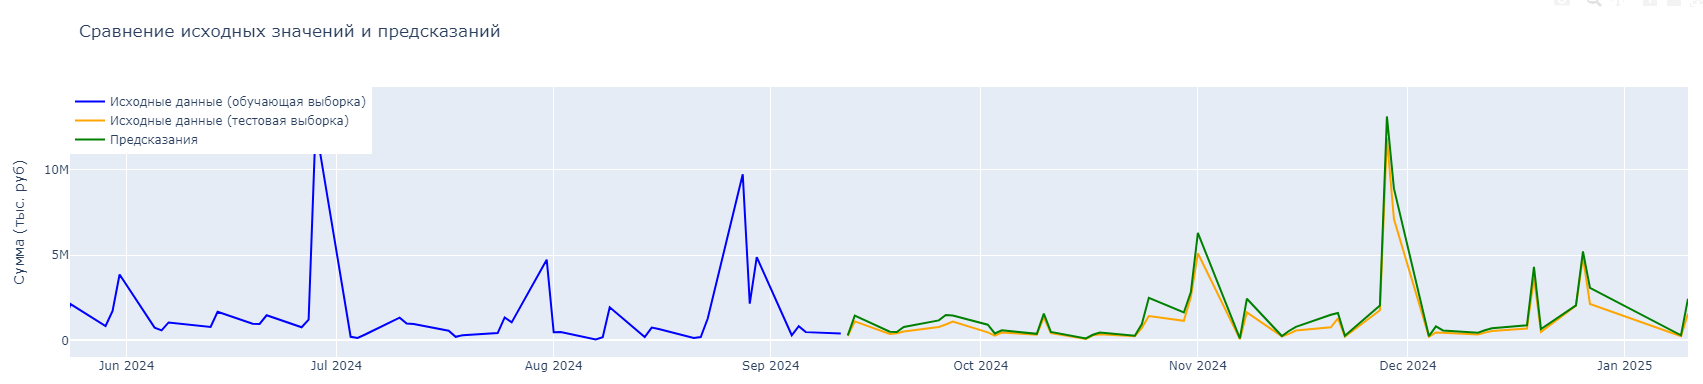 Сравнение исходных значений и предсказаний
Исходные данные (обучающая выборка)
Исходные данные (тестовая выборка)
Предсказания
Сумма (тыс. руб)
10M
5M
0
Jun 2024
Jul 2024
Aug 2024
Sep 2024
Oct 2024
Nov 2024
Dec 2024
Jan 2025